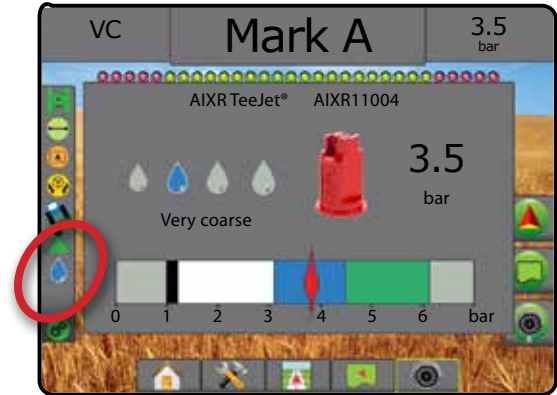 VC Mark A 3.5
bar
AIXR TeeJet® AIXR11004
3.5
bar
Very coarse
0 1 2 3 4 5 6 bar